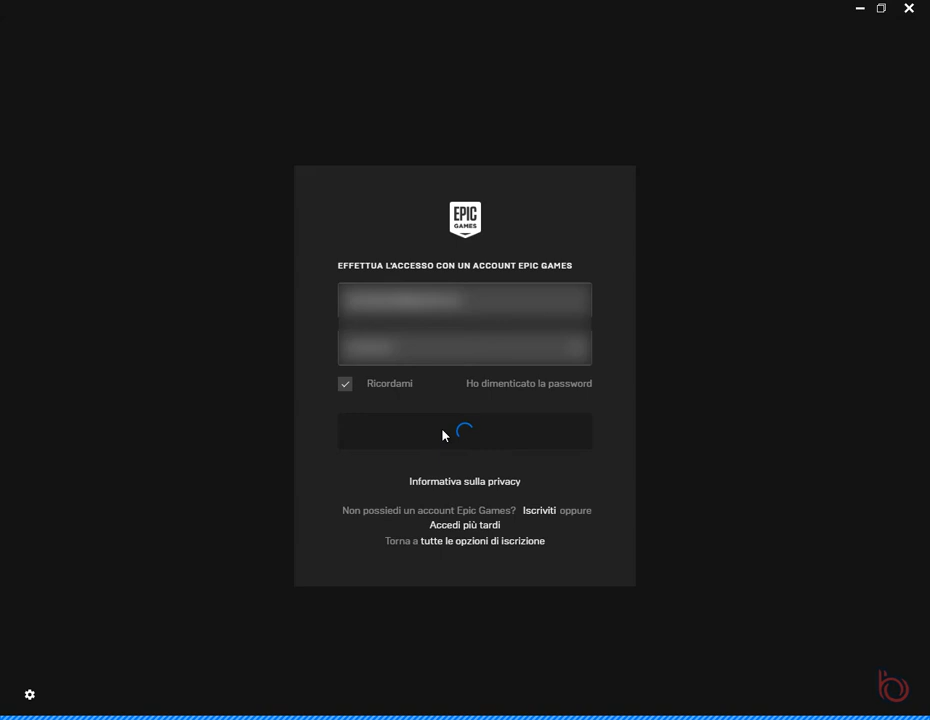 EPIC
GAMES
EFFETTUA L'ACCESSO CON UN ACCOUNT EPIC GAMES
Ricordami
Ho dimenticato la password
Informativa sulla privacy
Non possiedi un account Epic Games? Iscriviti oppure
Accedi più tardi
Torna a tutte le opzioni di iscrizione